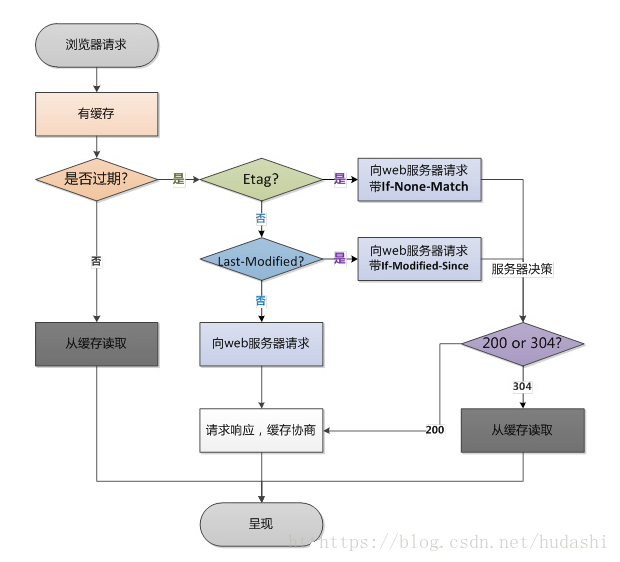 浏览器请求
有缓存
是否过期?
是
Etag?
是
向web服务器请求
带If-None-Match
否
否
Last-Modified?
是
向web服务器请求
带If-Modified-Since
服务器决策
否
从缓存读取
向web服务器请求
200 or 304?
304
请求响应，缓存协商
200
从缓存读取
呈现
https://blog.csdn.net/hudashi